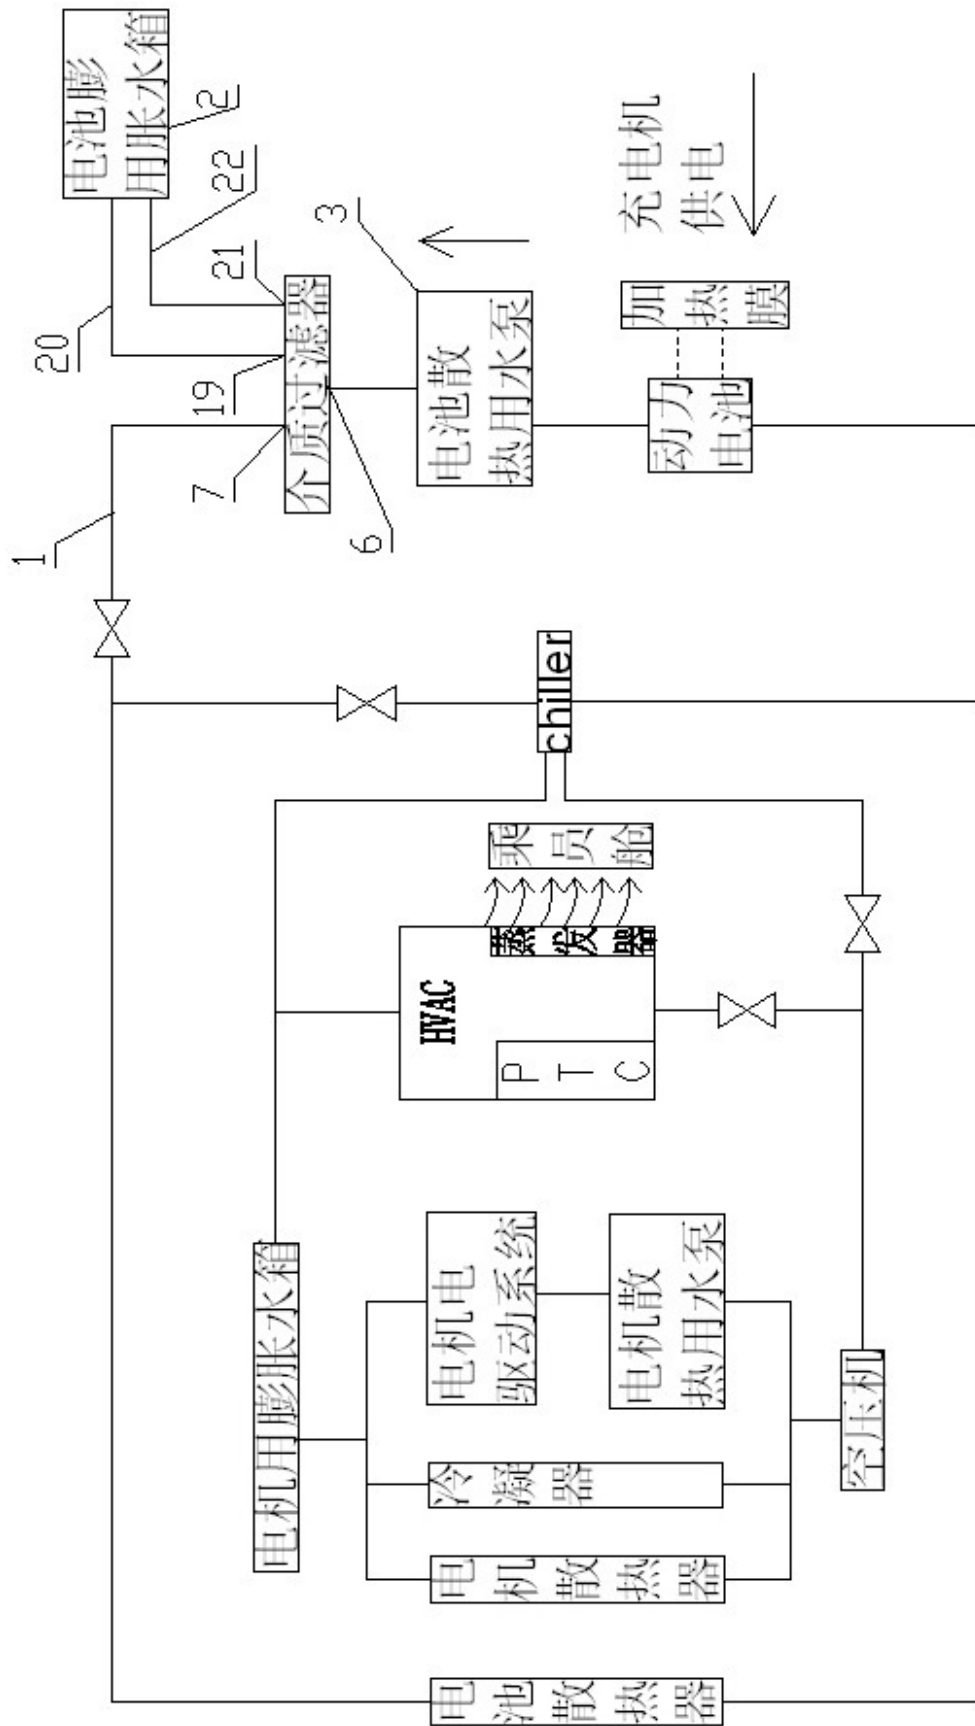 1
20
电池膨
用胀水箱
2
22
7
19
21
电机用膨胀水箱
介质过滤器
6
3
电池散热器
电机散热器
冷凝器
电机电
驱动系统
HVAC
PTC
蒸发器
乘员舱
chiller
电池散
热用水泵
电机散
热用水泵
动力
电池
加热膜
充电机
供电
空压机